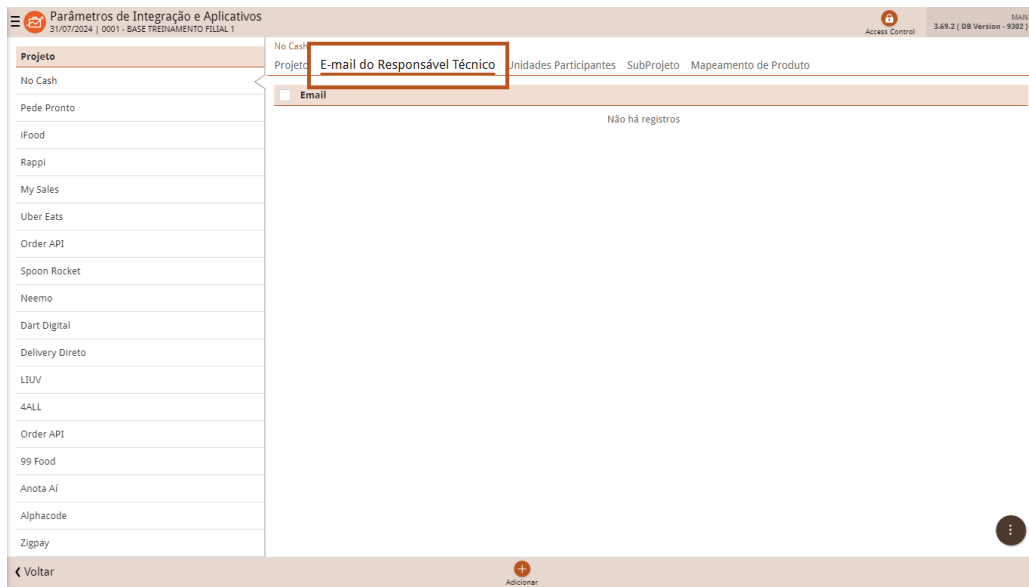 Parâmetros de Integração e Aplicativos
31/07/2024 | 0001 - BASE TREINAMENTO FILIAL 1
Access Control
MAN
3.69.2 ( DB Version - 9302 )
Projeto
No Cash
Pede Pronto
iFood
Rappi
My Sales
Uber Eats
Order API
Spoon Rocket
Neemo
Dart Digital
Delivery Direto
LIUV
4ALL
Order API
99 Food
Anota Aí
Alphacode
Zigpay
No Cash
Projeto E-mail do Responsável Técnico Unidades Participantes SubProjeto Mapeamento de Produto
Email
Não há registros
Voltar
Adicionar